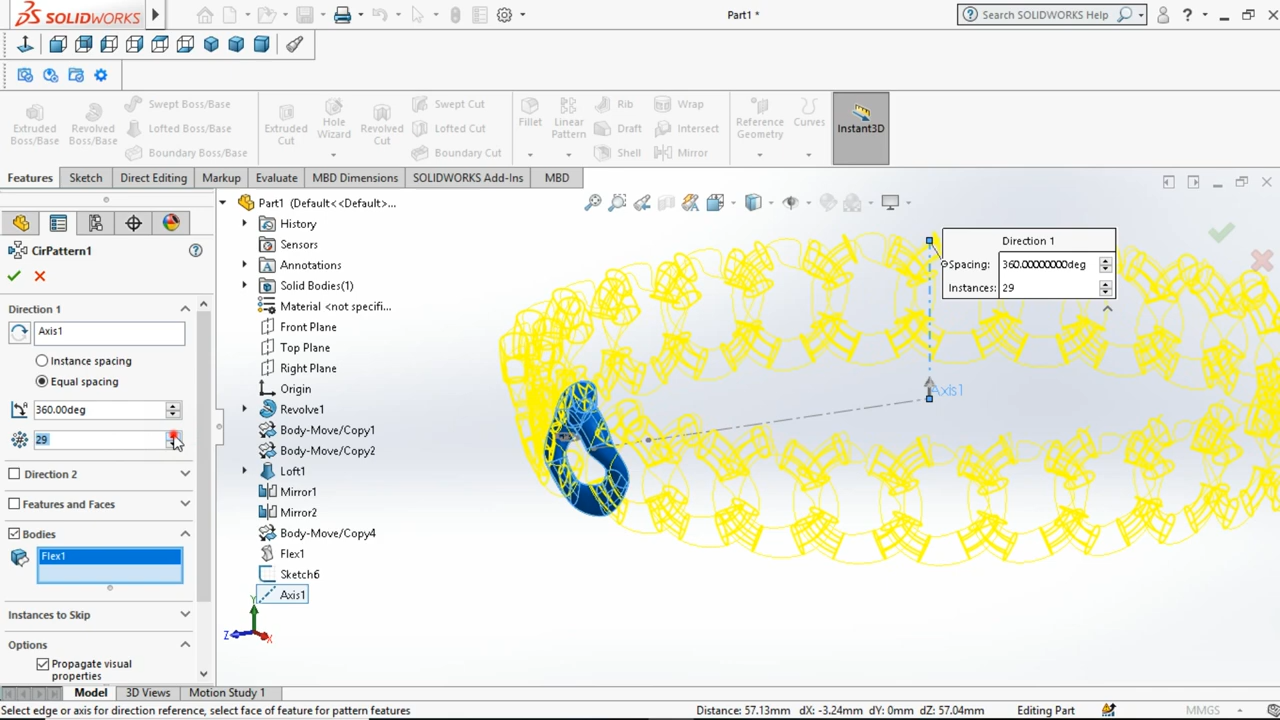 SOLIDWORKS
Part1 *
Search SOLIDWORKS Help
Extruded Boss/Base
Revolved Boss/Base
Swept Boss/Base
Lofted Boss/Base
Boundary Boss/Base
Extruded Cut
Hole Wizard
Revolved Cut
Swept Cut
Lofted Cut
Boundary Cut
Fillet
Linear Pattern
Rib
Draft
Shell
Wrap
Intersect
Mirror
Reference Geometry
Curves
Instant3D
Features
Sketch
Direct Editing
Markup
Evaluate
MBD Dimensions
SOLIDWORKS Add-Ins
MBD
CirPattern1
Direction 1
Axis1
Instance spacing
Equal spacing
360.00deg
29
Direction 2
Features and Faces
Bodies
Flex1
Instances to Skip
Options
Propagate visual
properties
Part1 (Default<<Default>...
History
Sensors
Annotations
Solid Bodies(1)
Material <not specifi...
Front Plane
Top Plane
Right Plane
Origin
Revolve1
Body-Move/Copy1
Body-Move/Copy2
Loft1
Mirror1
Mirror2
Body-Move/Copy4
Flex1
Sketch6
Axis1
Y
Z
X
Direction 1
Spacing: 360.00000000deg
Instances: 29
Axis1
Model
3D Views
Motion Study 1
Select edge or axis for direction reference, select face of feature for pattern features
Distance: 57.13mm dX: -3.24mm dY: 0mm dZ: 57.04mm
Editing Part
MMGS